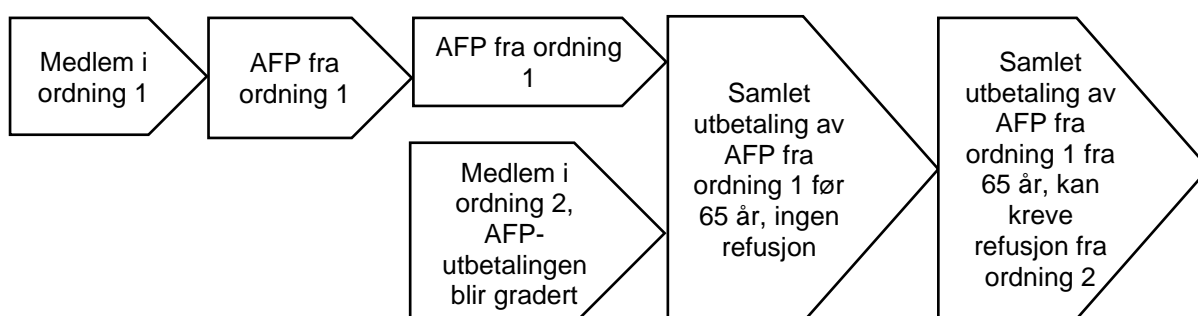 Medlem i
ordning 1
AFP fra
ordning 1
AFP fra ordning
1
Medlem i
ordning 2,
AFP-
utbetalingen
blir gradert
Samlet
utbetaling av
AFP fra
ordning 1 før
65 år, ingen
refusjon
Samlet
utbetaling av
AFP fra
ordning 1 fra
65 år, kan
kreve
refusjon fra
ordning 2